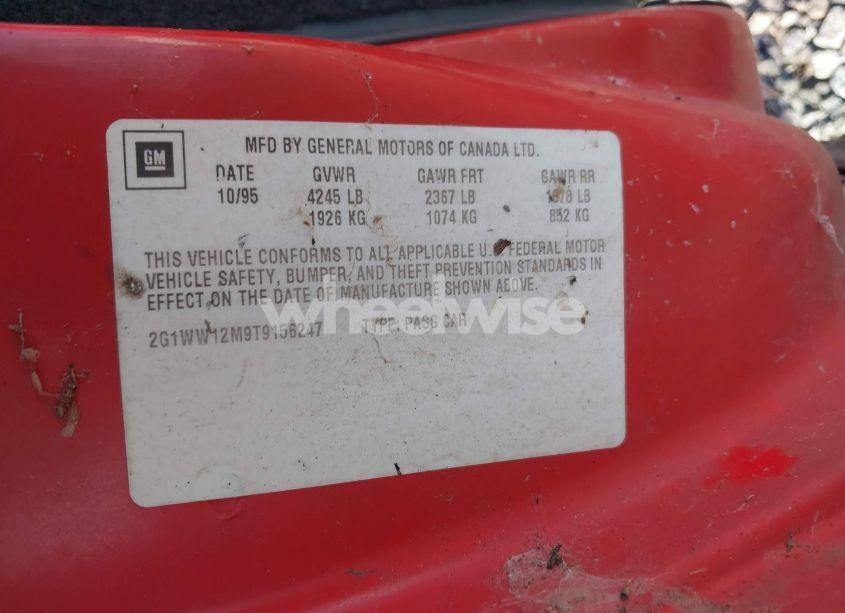 GM
MFD BY GENERAL MOTORS OF CANADA LTD.
DATE GVWR GAWR FRT GAWR RR
10/95 4245 LB 2367 LB 1878 LB
1926 KG 1074 KG 852 KG
THIS VEHICLE CONFORMS TO ALL APPLICABLE U.S. FEDERAL MOTOR
VEHICLE SAFETY, BUMPER, AND THEFT PREVENTION STANDARDS IN
EFFECT ON THE DATE OF MANUFACTURE SHOWN ABOVE.
2G1WW12M9T9156247 TYPE: PASS CAR
wheelwise